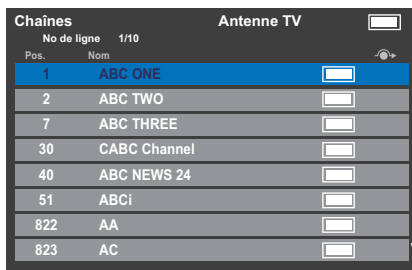 Chaînes Antenne TV
No de ligne 1/10
Pos. Nom
1 ABC ONE
2 ABC TWO
7 ABC THREE
30 CABC Channel
40 ABC NEWS 24
51 ABCi
822 AA
823 AC